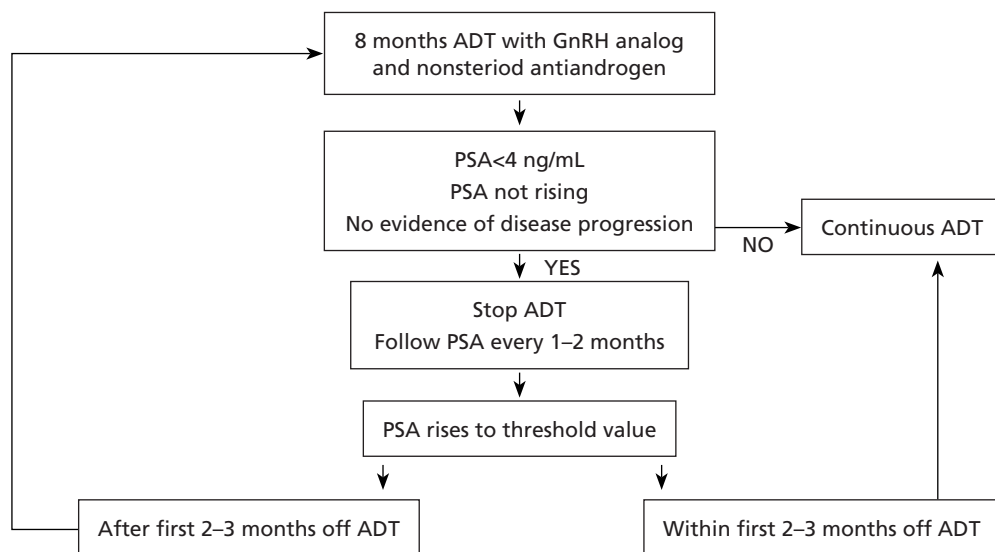 8 months ADT with GnRH analog
and nonsteriod antiandrogen
PSA<4 ng/mL
PSA not rising
No evidence of disease progression
NO
Continuous ADT
YES
Stop ADT
Follow PSA every 1–2 months
PSA rises to threshold value
After first 2–3 months off ADT
Within first 2–3 months off ADT